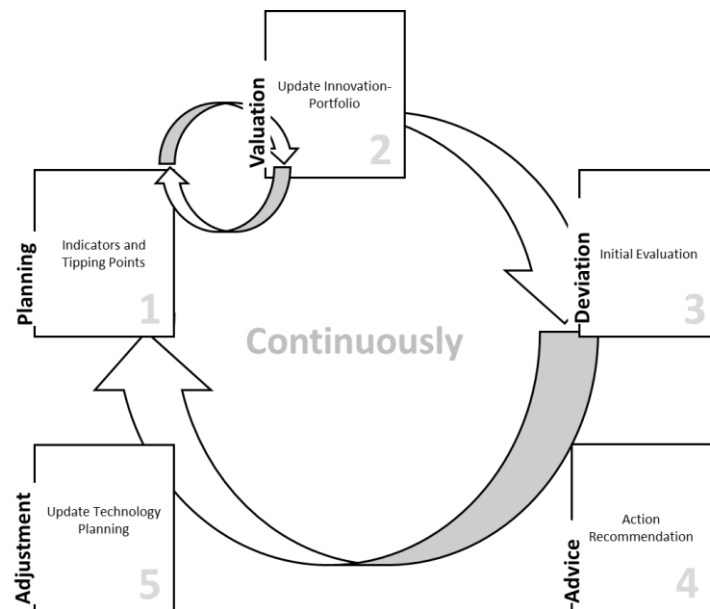 Planning
Indicators and
Tipping Points
1
Valuation
Update Innovation-
Portfolio
2
Deviation
Initial Evaluation
3
Continuously
Advice
Action
Recommendation
4
Adjustment
Update Technology
Planning
5